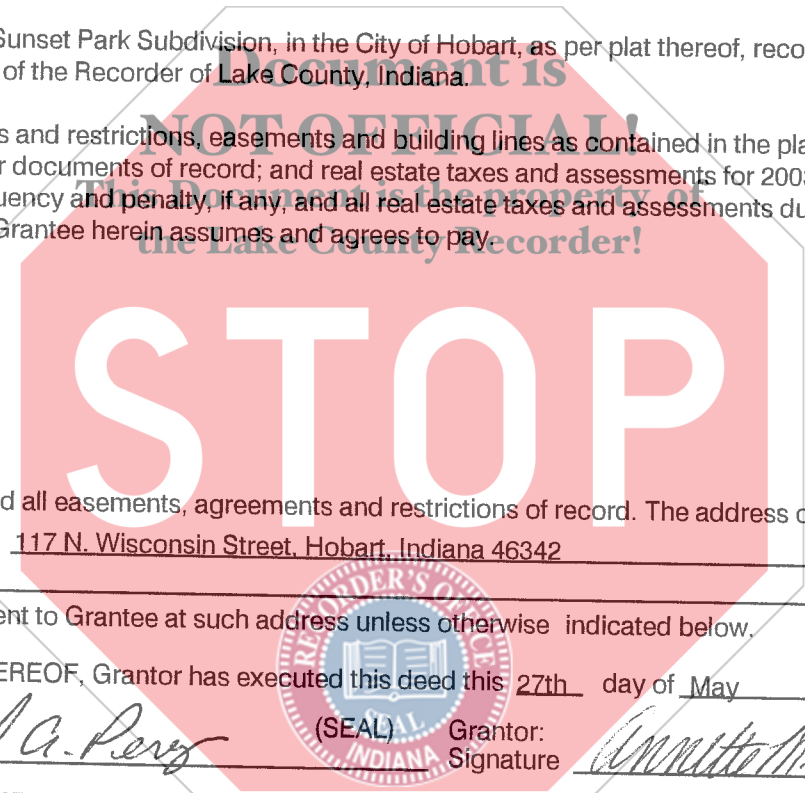 Sunset Park Subdivision, in the City of Hobart, as per plat thereof, reco
Document is
of the Recorder of Lake County, Indiana.
NOT OFFICIAL!
s and restrictions, easements and building lines as contained in the pla
r documents of record; and real estate taxes and assessments for 2003
This Document is the property of
uency and penalty, if any, and all real estate taxes and assessments du
Grantee herein assumes and agrees to pay.
the Lake County Recorder!
STOP
d all easements, agreements and restrictions of record. The address o
117 N. Wisconsin Street, Hobart, Indiana 46342
RECORDER'S OFFICE
ent to Grantee at such address unless otherwise indicated below.
EREOF, Grantor has executed this deed this 27th day of May
SEAL
INDIANA
A. Perez (SEAL) Grantor:
Signature Annette M.